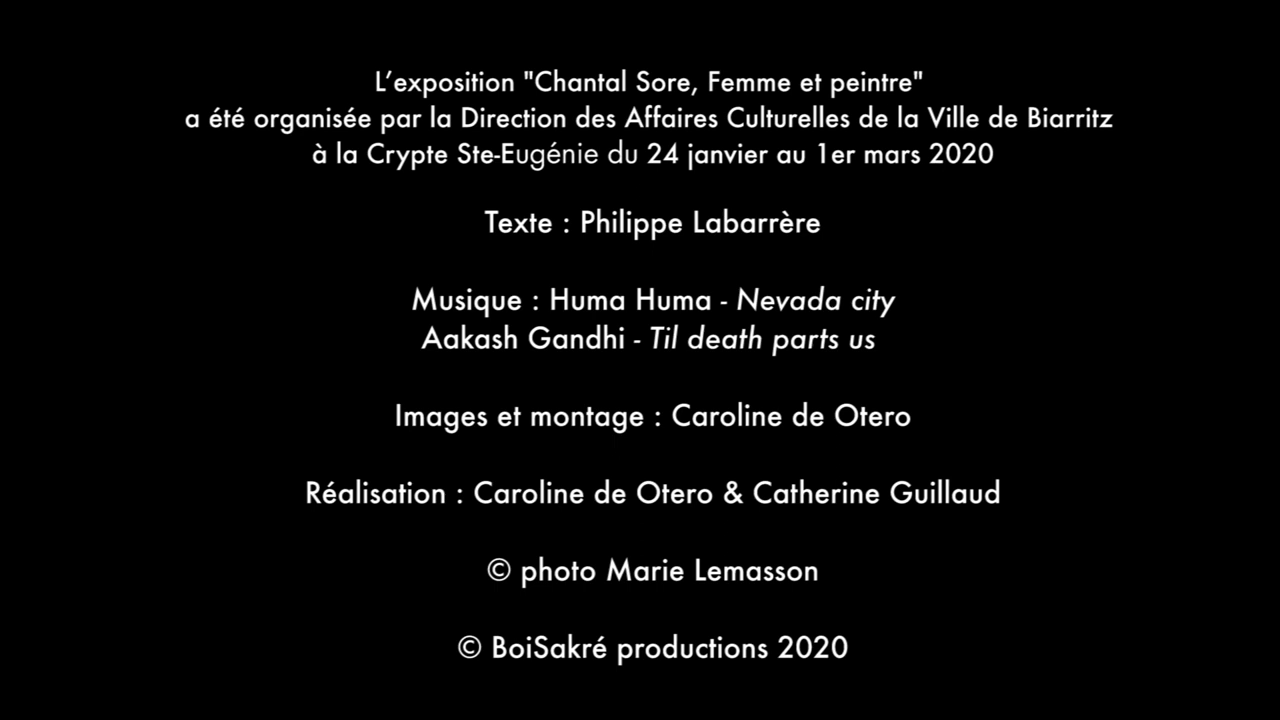 L’exposition "Chantal Sore, Femme et peintre"
a été organisée par la Direction des Affaires Culturelles de la Ville de Biarritz
à la Crypte Ste-Eugénie du 24 janvier au 1er mars 2020
Texte : Philippe Labarrère
Musique : Huma Huma - Nevada city
Aakash Gandhi - Til death parts us
Images et montage : Caroline de Otero
Réalisation : Caroline de Otero & Catherine Guillaud
© photo Marie Lemasson
© BoiSakré productions 2020